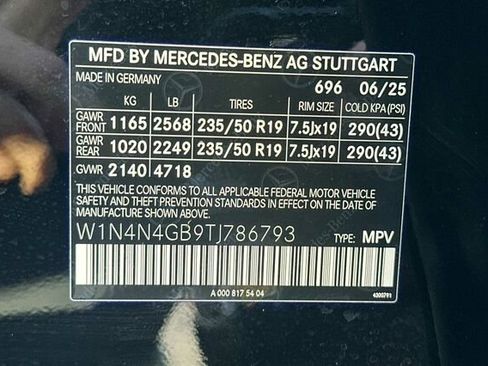 MFD BY MERCEDES-BENZ AG STUTTGART
MADE IN GERMANY 696 06/25
KG LB TIRES RIM SIZE COLD KPA (PSI)
GAWR FRONT 1165 2568 235/50 R19 7.5Jx19 290(43)
GAWR REAR 1020 2249 235/50 R19 7.5Jx19 290(43)
GVWR 2140 4718
THIS VEHICLE CONFORMS TO ALL APPLICABLE FEDERAL MOTOR VEHICLE
SAFETY AND THEFT PREVENTION STANDARDS IN EFFECT ON THE DATE
OF MANUFACTURE SHOWN ABOVE.
W1N4N4GB9TJ786793 TYPE: MPV
A 000 817 54 04